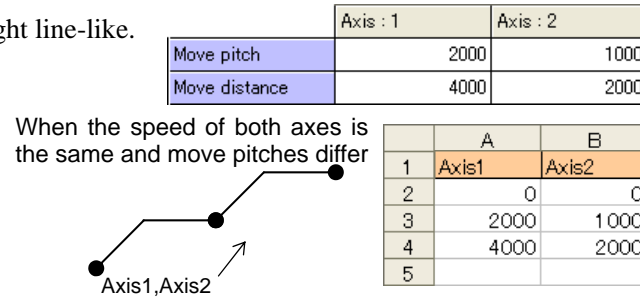 ght line-like.
Axis : 1 Axis : 2
Move pitch 2000 1000
Move distance 4000 2000
When the speed of both axes is
the same and move pitches differ
A B
1 Axis1 Axis2
2 0 0
3 2000 1000
4 4000 2000
5
Axis1,Axis2